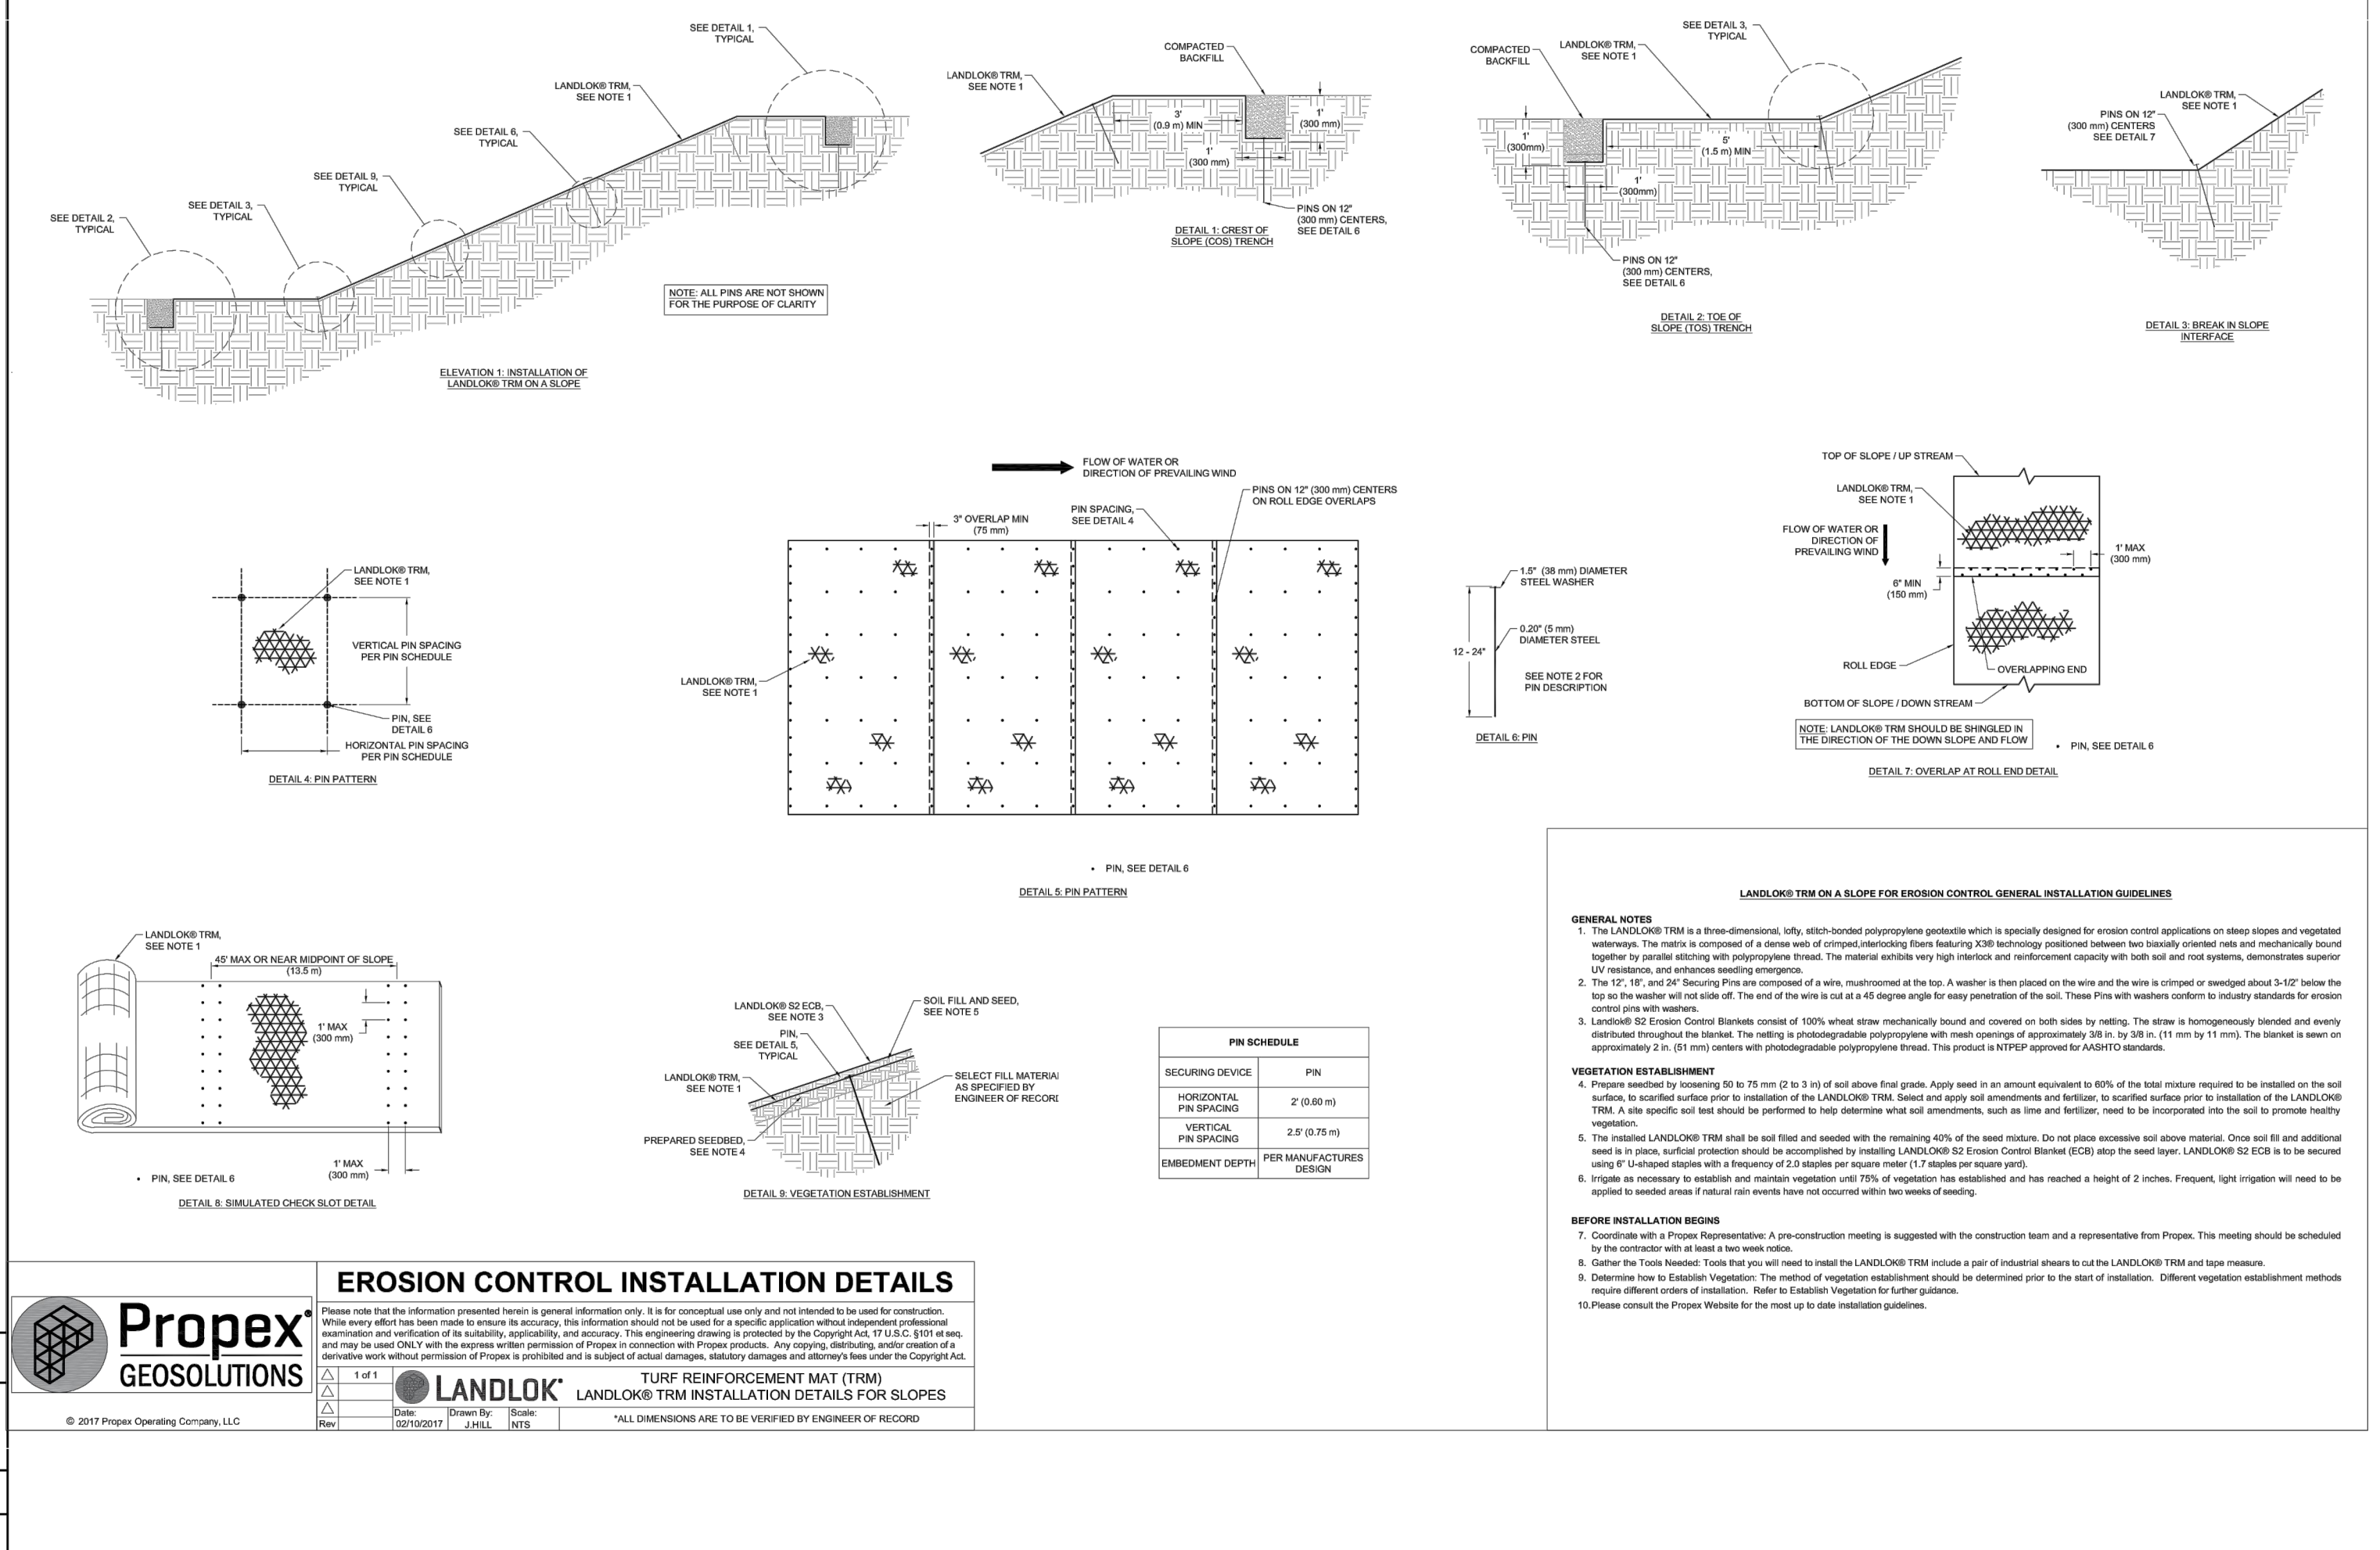 SEE DETAIL 1,
TYPICAL
LANDLOK® TRM,
SEE NOTE 1
SEE DETAIL 6,
TYPICAL
SEE DETAIL 9,
TYPICAL
SEE DETAIL 3,
TYPICAL
SEE DETAIL 2,
TYPICAL
NOTE: ALL PINS ARE NOT SHOWN
FOR THE PURPOSE OF CLARITY
ELEVATION 1: INSTALLATION OF
LANDLOK® TRM ON A SLOPE
COMPACTED
BACKFILL
LANDLOK® TRM,
SEE NOTE 1
3'
(0.9 m) MIN
1'
(300 mm)
1'
(300 mm)
PINS ON 12"
(300 mm) CENTERS,
SEE DETAIL 6
DETAIL 1: CREST OF
SLOPE (COS) TRENCH
SEE DETAIL 3,
TYPICAL
COMPACTED
BACKFILL
LANDLOK® TRM,
SEE NOTE 1
1'
(300mm)
5'
(1.5 m) MIN
1'
(300mm)
PINS ON 12"
(300 mm) CENTERS,
SEE DETAIL 6
DETAIL 2: TOE OF
SLOPE (TOS) TRENCH
LANDLOK® TRM,
SEE NOTE 1
PINS ON 12"
(300 mm) CENTERS
SEE DETAIL 7
DETAIL 3: BREAK IN SLOPE
INTERFACE
LANDLOK® TRM,
SEE NOTE 1
VERTICAL PIN SPACING
PER PIN SCHEDULE
PIN, SEE
DETAIL 6
HORIZONTAL PIN SPACING
PER PIN SCHEDULE
DETAIL 4: PIN PATTERN
FLOW OF WATER OR
DIRECTION OF PREVAILING WIND
PINS ON 12" (300 mm) CENTERS
ON ROLL EDGE OVERLAPS
PIN SPACING,
SEE DETAIL 4
3" OVERLAP MIN
(75 mm)
LANDLOK® TRM,
SEE NOTE 1
• PIN, SEE DETAIL 6
DETAIL 5: PIN PATTERN
1.5" (38 mm) DIAMETER
STEEL WASHER
0.20" (5 mm)
DIAMETER STEEL
12 - 24"
SEE NOTE 2 FOR
PIN DESCRIPTION
DETAIL 6: PIN
TOP OF SLOPE / UP STREAM
LANDLOK® TRM,
SEE NOTE 1
FLOW OF WATER OR
DIRECTION OF
PREVAILING WIND
1' MAX
(300 mm)
6" MIN
(150 mm)
ROLL EDGE
OVERLAPPING END
BOTTOM OF SLOPE / DOWN STREAM
NOTE: LANDLOK® TRM SHOULD BE SHINGLED IN
THE DIRECTION OF THE DOWN SLOPE AND FLOW
• PIN, SEE DETAIL 6
DETAIL 7: OVERLAP AT ROLL END DETAIL
LANDLOK® TRM,
SEE NOTE 1
45' MAX OR NEAR MIDPOINT OF SLOPE
(13.5 m)
1' MAX
(300 mm)
1' MAX
(300 mm)
• PIN, SEE DETAIL 6
DETAIL 8: SIMULATED CHECK SLOT DETAIL
LANDLOK® S2 ECB,
SEE NOTE 3
SOIL FILL AND SEED,
SEE NOTE 5
PIN,
SEE DETAIL 5,
TYPICAL
LANDLOK® TRM,
SEE NOTE 1
SELECT FILL MATERIAL
AS SPECIFIED BY
ENGINEER OF RECORD
PREPARED SEEDBED,
SEE NOTE 4
DETAIL 9: VEGETATION ESTABLISHMENT
PIN SCHEDULE
SECURING DEVICE PIN
HORIZONTAL
PIN SPACING 2' (0.60 m)
VERTICAL
PIN SPACING 2.5' (0.75 m)
EMBEDMENT DEPTH PER MANUFACTURES
DESIGN
LANDLOK® TRM ON A SLOPE FOR EROSION CONTROL GENERAL INSTALLATION GUIDELINES
GENERAL NOTES
1. The LANDLOK® TRM is a three-dimensional, lofty, stitch-bonded polypropylene geotextile which is specially designed for erosion control applications on steep slopes and vegetated
waterways. The matrix is composed of a dense web of crimped,interlocking fibers featuring X3® technology positioned between two biaxially oriented nets and mechanically bound
together by parallel stitching with polypropylene thread. The material exhibits very high interlock and reinforcement capacity with both soil and root systems, demonstrates superior
UV resistance, and enhances seedling emergence.
2. The 12", 18", and 24" Securing Pins are composed of a wire, mushroomed at the top. A washer is then placed on the wire and the wire is crimped or swedged about 3-1/2" below the
top so the washer will not slide off. The end of the wire is cut at a 45 degree angle for easy penetration of the soil. These Pins with washers conform to industry standards for erosion
control pins with washers.
3. Landlok® S2 Erosion Control Blankets consist of 100% wheat straw mechanically bound and covered on both sides by netting. The straw is homogeneously blended and evenly
distributed throughout the blanket. The netting is photodegradable polypropylene with mesh openings of approximately 3/8 in. by 3/8 in. (11 mm by 11 mm). The blanket is sewn on
approximately 2 in. (51 mm) centers with photodegradable polypropylene thread. This product is NTPEP approved for AASHTO standards.
VEGETATION ESTABLISHMENT
4. Prepare seedbed by loosening 50 to 75 mm (2 to 3 in) of soil above final grade. Apply seed in an amount equivalent to 60% of the total mixture required to be installed on the soil
surface, to scarified surface prior to installation of the LANDLOK® TRM. Select and apply soil amendments and fertilizer, to scarified surface prior to installation of the LANDLOK®
TRM. A site specific soil test should be performed to help determine what soil amendments, such as lime and fertilizer, need to be incorporated into the soil to promote healthy
vegetation.
5. The installed LANDLOK® TRM shall be soil filled and seeded with the remaining 40% of the seed mixture. Do not place excessive soil above material. Once soil fill and additional
seed is in place, surficial protection should be accomplished by installing LANDLOK® S2 Erosion Control Blanket (ECB) atop the seed layer. LANDLOK® S2 ECB is to be secured
using 6" U-shaped staples with a frequency of 2.0 staples per square meter (1.7 staples per square yard).
6. Irrigate as necessary to establish and maintain vegetation until 75% of vegetation has established and has reached a height of 2 inches. Frequent, light irrigation will need to be
applied to seeded areas if natural rain events have not occurred within two weeks of seeding.
BEFORE INSTALLATION BEGINS
7. Coordinate with a Propex Representative: A pre-construction meeting is suggested with the construction team and a representative from Propex. This meeting should be scheduled
by the contractor with at least a two week notice.
8. Gather the Tools Needed: Tools that you will need to install the LANDLOK® TRM include a pair of industrial shears to cut the LANDLOK® TRM and tape measure.
9. Determine how to Establish Vegetation: The method of vegetation establishment should be determined prior to the start of installation. Different vegetation establishment methods
require different orders of installation. Refer to Establish Vegetation for further guidance.
10.Please consult the Propex Website for the most up to date installation guidelines.
Propex®
GEOSOLUTIONS
© 2017 Propex Operating Company, LLC
EROSION CONTROL INSTALLATION DETAILS
Please note that the information presented herein is general information only. It is for conceptual use only and not intended to be used for construction.
While every effort has been made to ensure its accuracy, this information should not be used for a specific application without independent professional
examination and verification of its suitability, applicability, and accuracy. This engineering drawing is protected by the Copyright Act, 17 U.S.C. §101 et seq.
and may be used ONLY with the express written permission of Propex in connection with Propex products. Any copying, distributing, and/or creation of a
derivative work without permission of Propex is prohibited and is subject of actual damages, statutory damages and attorney's fees under the Copyright Act.
1 of 1
Rev
LANDLOK®
TURF REINFORCEMENT MAT (TRM)
LANDLOK® TRM INSTALLATION DETAILS FOR SLOPES
Date: Drawn By: Scale:
02/10/2017 J.HILL NTS
*ALL DIMENSIONS ARE TO BE VERIFIED BY ENGINEER OF RECORD